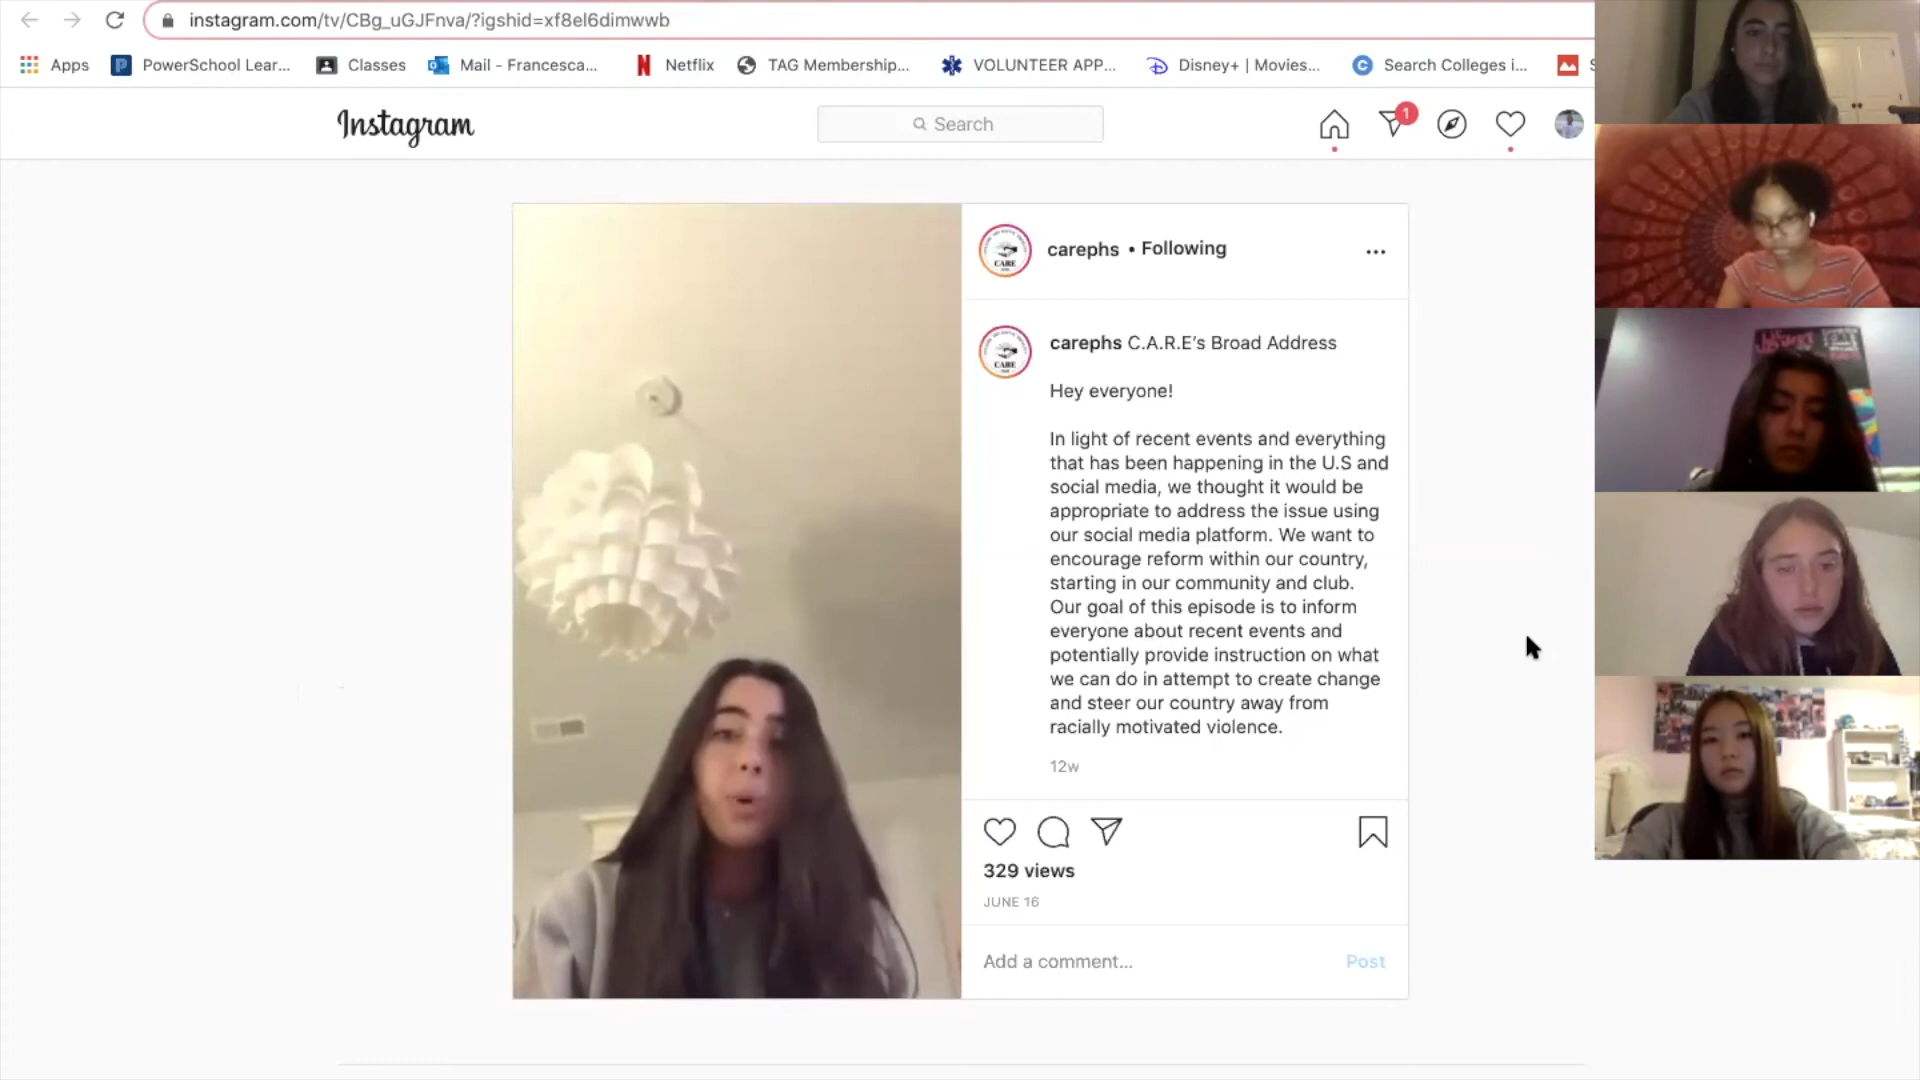 instagram.com/tv/CBg_uGJFnva/?igshid=xf8el6dimwwb
Apps
PowerSchool Lear...
Classes
Mail - Francesca...
Netflix
TAG Membership...
VOLUNTEER APP...
Disney+ | Movies...
Search Colleges i...
Instagram
Search
1
carephs • Following
CARE
carephs C.A.R.E's Broad Address
CARE
Hey everyone!
In light of recent events and everything
that has been happening in the U.S and
social media, we thought it would be
appropriate to address the issue using
our social media platform. We want to
encourage reform within our country,
starting in our community and club.
Our goal of this episode is to inform
everyone about recent events and
potentially provide instruction on what
we can do in attempt to create change
and steer our country away from
racially motivated violence.
12w
329 views
JUNE 16
Add a comment...
Post